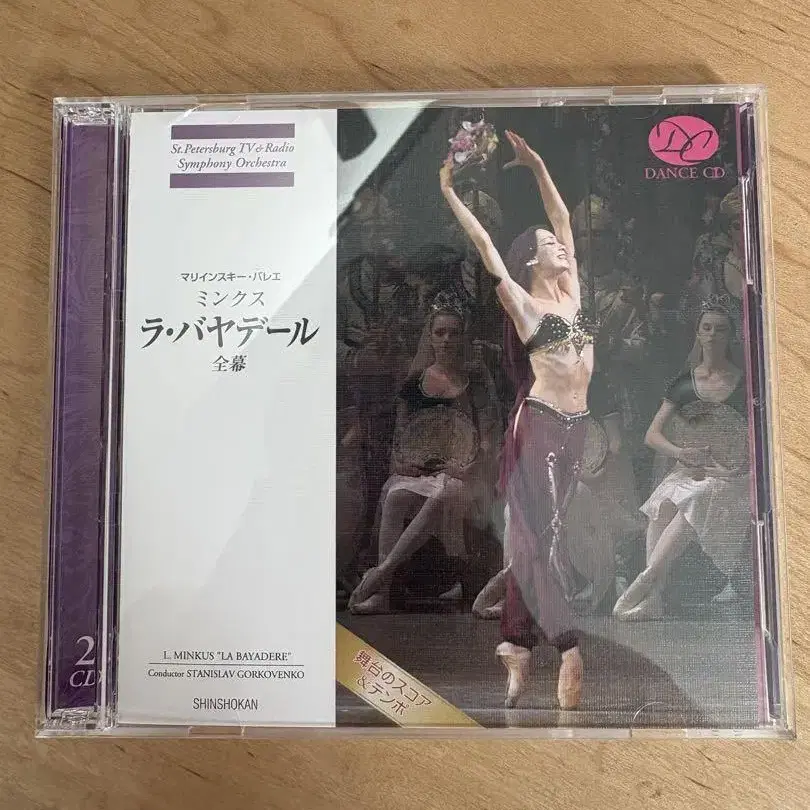 St.Petersburg TV & Radio
Symphony Orchestra
マリインスキー・バレエ
ミンクス
ラ・バヤデール
全幕
L. MINKUS "LA BAYADERE"
Conductor STANISLAV GORKOVENKO
SHINSHOKAN
2
CD
DC
DANCE CD
舞台のスコア
&テンポ